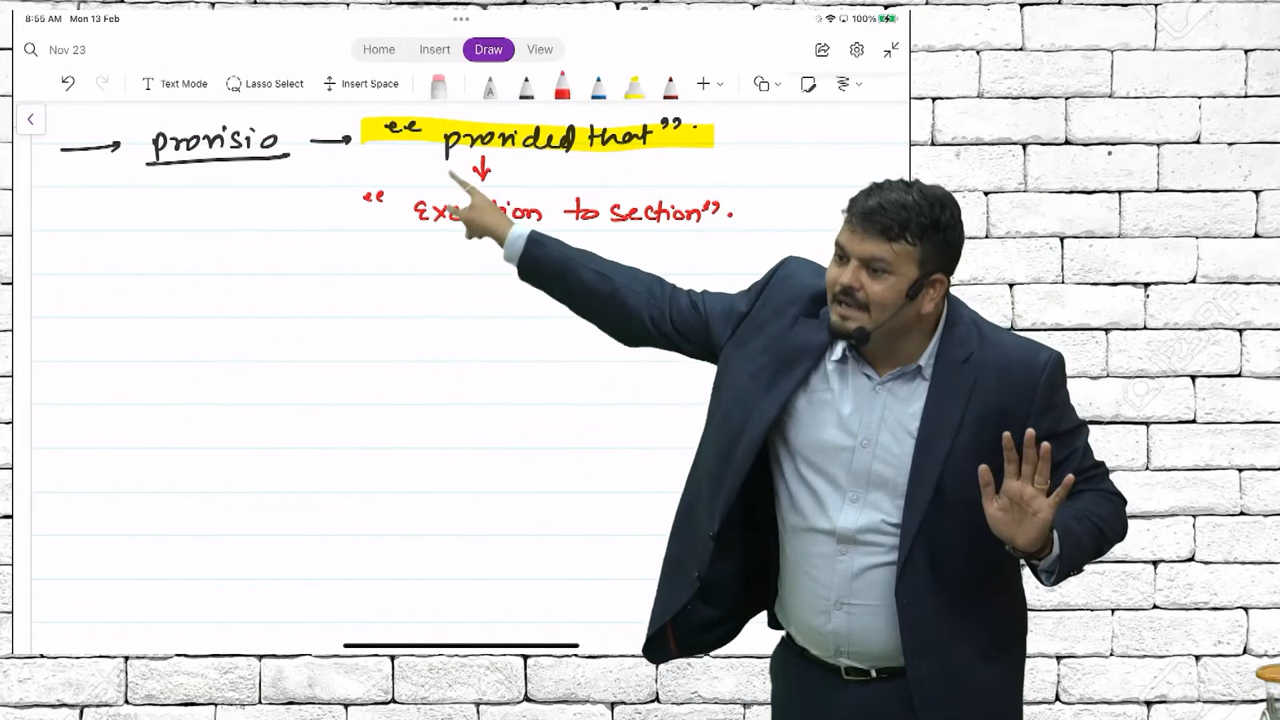 8:55 AM Mon 13 Feb
100%
Nov 23
Home Insert Draw View
Text Mode Lasso Select Insert Space
→ provisio → “ provided that”.
“ to section”.